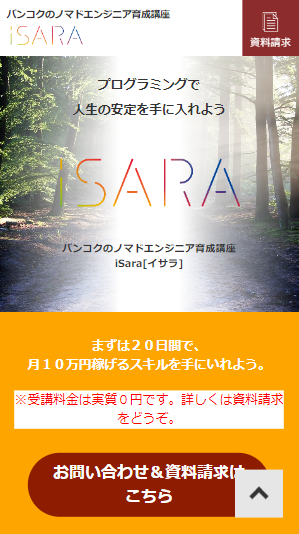 バンコクのノマドエンジニア育成講座
iSARA
資料請求
プログラミングで
人生の安定を手に入れよう
iSARA
バンコクのノマドエンジニア育成講座
iSara[イサラ]
まずは２０日間で、
月１０万円稼げるスキルを手にいれよう。
※受講料金は実質０円です。詳しくは資料請求
をどうぞ。
お問い合わせ＆資料請求は
こちら